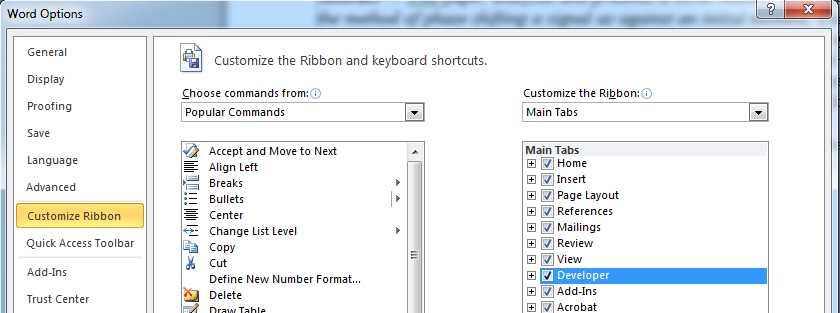 Word Options
the method of phase shifting a signal as against an initial
General
Display
Proofing
Save
Language
Advanced
Customize Ribbon
Quick Access Toolbar
Add-Ins
Trust Center
Customize the Ribbon and keyboard shortcuts.
Choose commands from:
Popular Commands
Accept and Move to Next
Align Left
Breaks
Bullets
Center
Change List Level
Copy
Cut
Define New Number Format...
Delete
Draw Table
Customize the Ribbon:
Main Tabs
Main Tabs
Home
Insert
Page Layout
References
Mailings
Review
View
Developer
Add-Ins
Acrobat